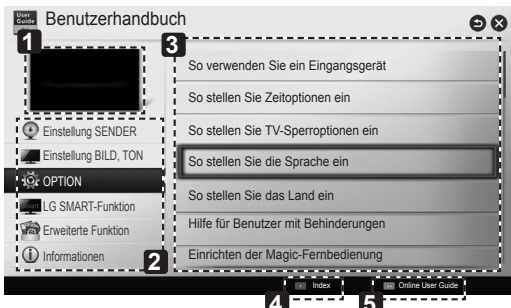 User
Guide
Benutzerhandbuch
1
3
So verwenden Sie ein Eingangsgerät
So stellen Sie Zeitoptionen ein
So stellen Sie TV-Sperroptionen ein
So stellen Sie die Sprache ein
So stellen Sie das Land ein
Hilfe für Benutzer mit Behinderungen
Einrichten der Magic-Fernbedienung
Einstellung SENDER
Einstellung BILD, TON
OPTION
LG SMART-Funktion
Erweiterte Funktion
Informationen
2
Index
Online User Guide
4
5